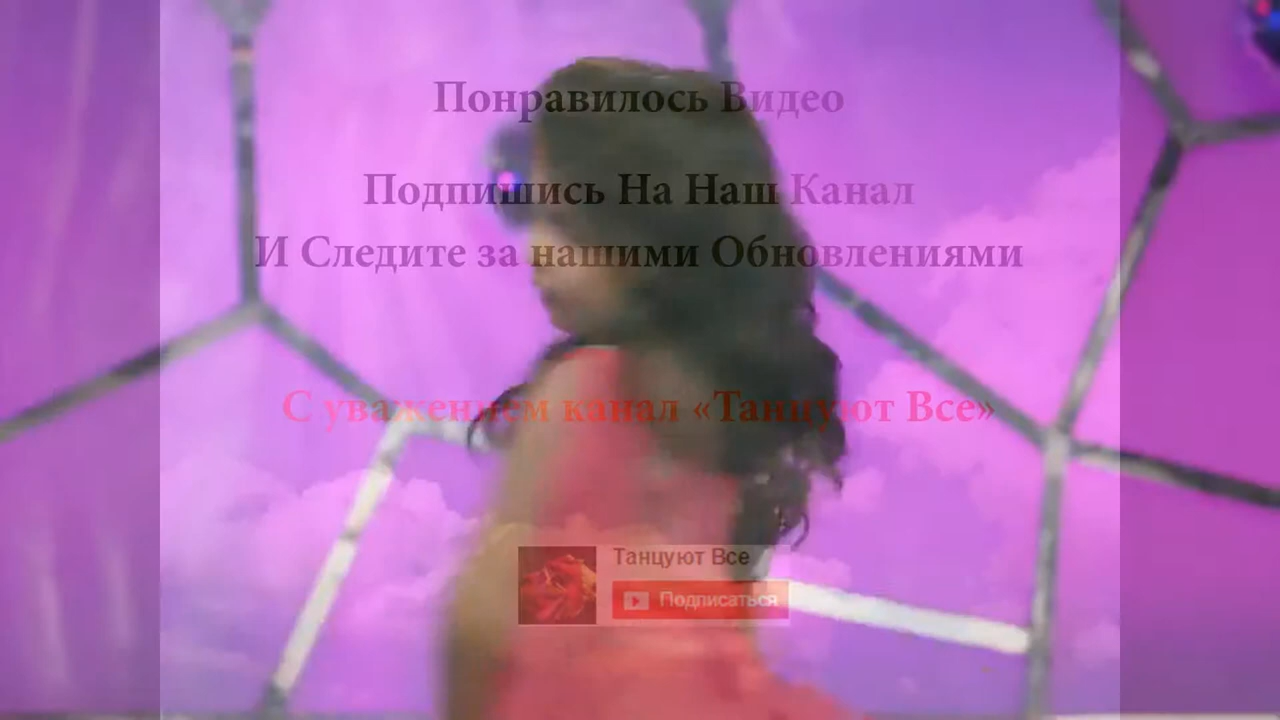 Понравилось Видео
Подпишись На Наш Канал
И Следите за нашими Обновлениями
С уважением канал «Танцуют Все»
Танцуют Все
Подписаться